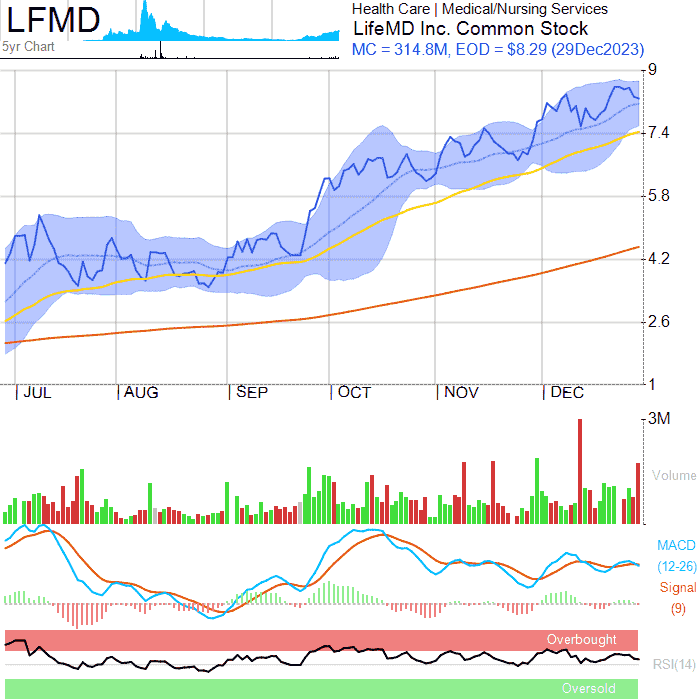 LFMD
5yr Chart
Health Care | Medical/Nursing Services
LifeMD Inc. Common Stock
MC = 314.8M, EOD = $8.29 (29Dec2023)
9
7.4
5.8
4.2
2.6
1
JUL AUG SEP OCT NOV DEC
3M
Volume
MACD
(12-26)
Signal
(9)
Overbought
RSI(14)
Oversold